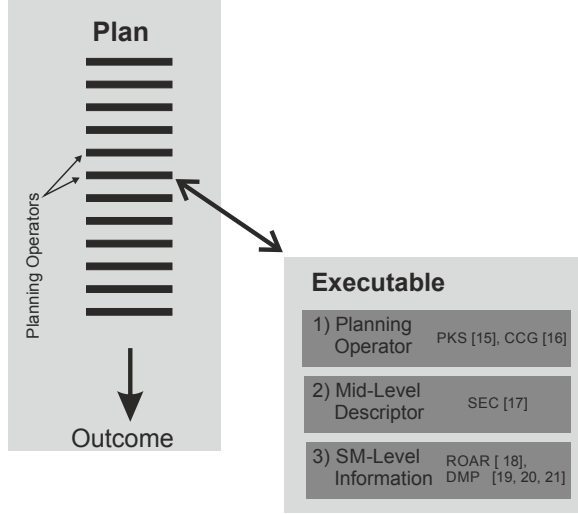 Plan
Planning Operators
Outcome
Executable
1) Planning
Operator
PKS [15], CCG [16]
2) Mid-Level
Descriptor
SEC [17]
3) SM-Level
Information
ROAR [ 18],
DMP [19, 20, 21]